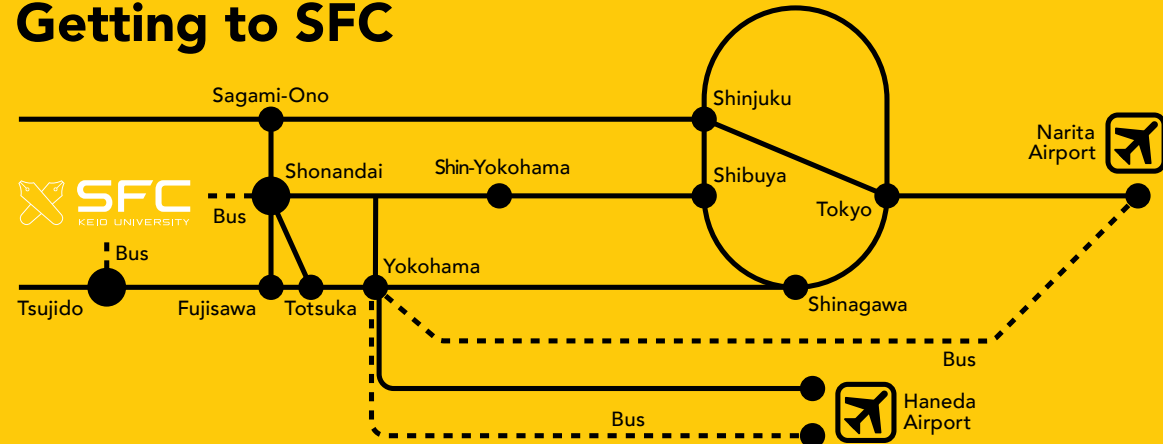 Getting to SFC
Sagami-Ono
Shinjuku
Narita
Airport
Shonandai
Shin-Yokohama
Shibuya
SFC
KEIO UNIVERSITY
Bus
Tokyo
Bus
Yokohama
Tsujido
Fujisawa
Totsuka
Shinagawa
Bus
Haneda
Airport
Bus